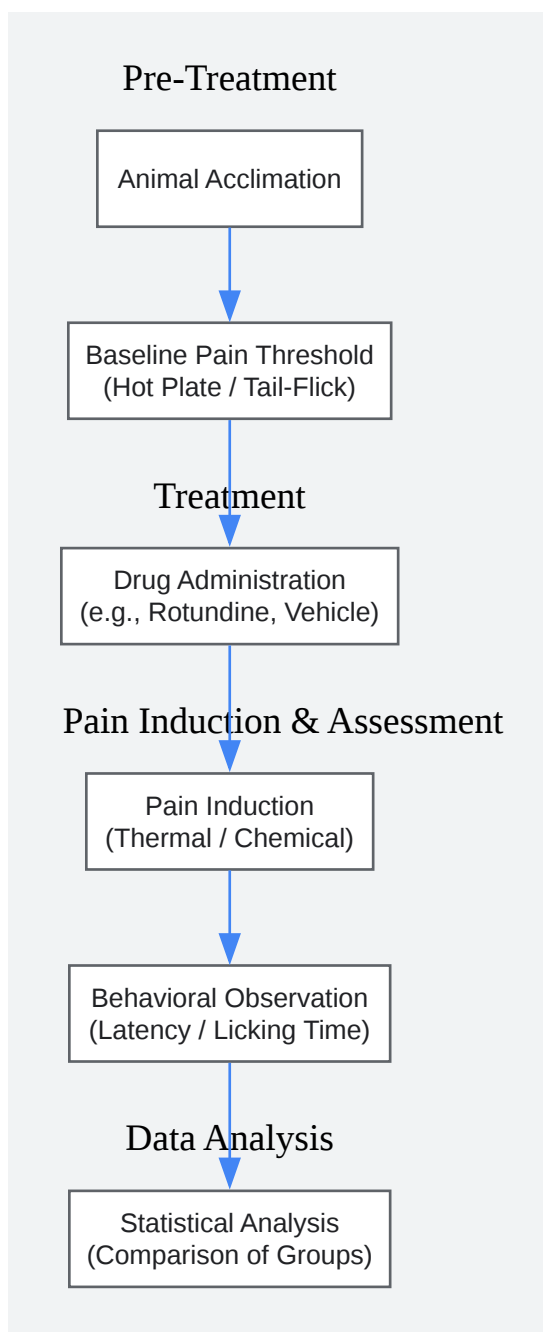 Pre-Treatment
Animal Acclimation
Baseline Pain Threshold
(Hot Plate / Tail-Flick)
Treatment
Drug Administration
(e.g., Rotundine, Vehicle)
Pain Induction & Assessment
Pain Induction
(Thermal / Chemical)
Behavioral Observation
(Latency / Licking Time)
Data Analysis
Statistical Analysis
(Comparison of Groups)